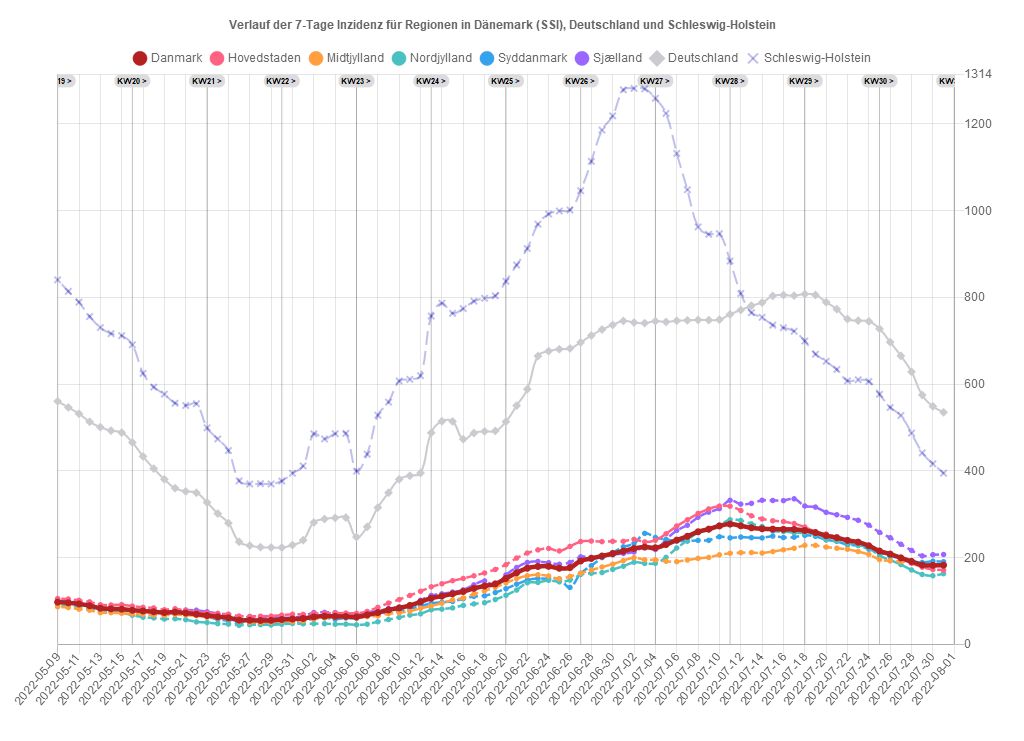 Verlauf der 7-Tage Inzidenz für Regionen in Dänemark (SSI), Deutschland und Schleswig-Holstein
Danmark Hovedstaden Midtjylland Nordjylland Syddanmark Sjælland Deutschland Schleswig-Holstein
19 > KW20 > KW21 > KW22 > KW23 > KW24 > KW25 > KW26 > KW27 > KW28 > KW29 > KW30 > KW3
1314
1200
1000
800
600
400
200
0
2022-05-09 2022-05-11 2022-05-13 2022-05-15 2022-05-17 2022-05-19 2022-05-21 2022-05-23 2022-05-25 2022-05-27 2022-05-29 2022-05-31 2022-06-02 2022-06-04 2022-06-06 2022-06-08 2022-06-10 2022-06-12 2022-06-14 2022-06-16 2022-06-18 2022-06-20 2022-06-22 2022-06-24 2022-06-26 2022-06-28 2022-06-30 2022-07-02 2022-07-04 2022-07-06 2022-07-08 2022-07-10 2022-07-12 2022-07-14 2022-07-16 2022-07-18 2022-07-20 2022-07-22 2022-07-24 2022-07-26 2022-07-28 2022-07-30 2022-08-01